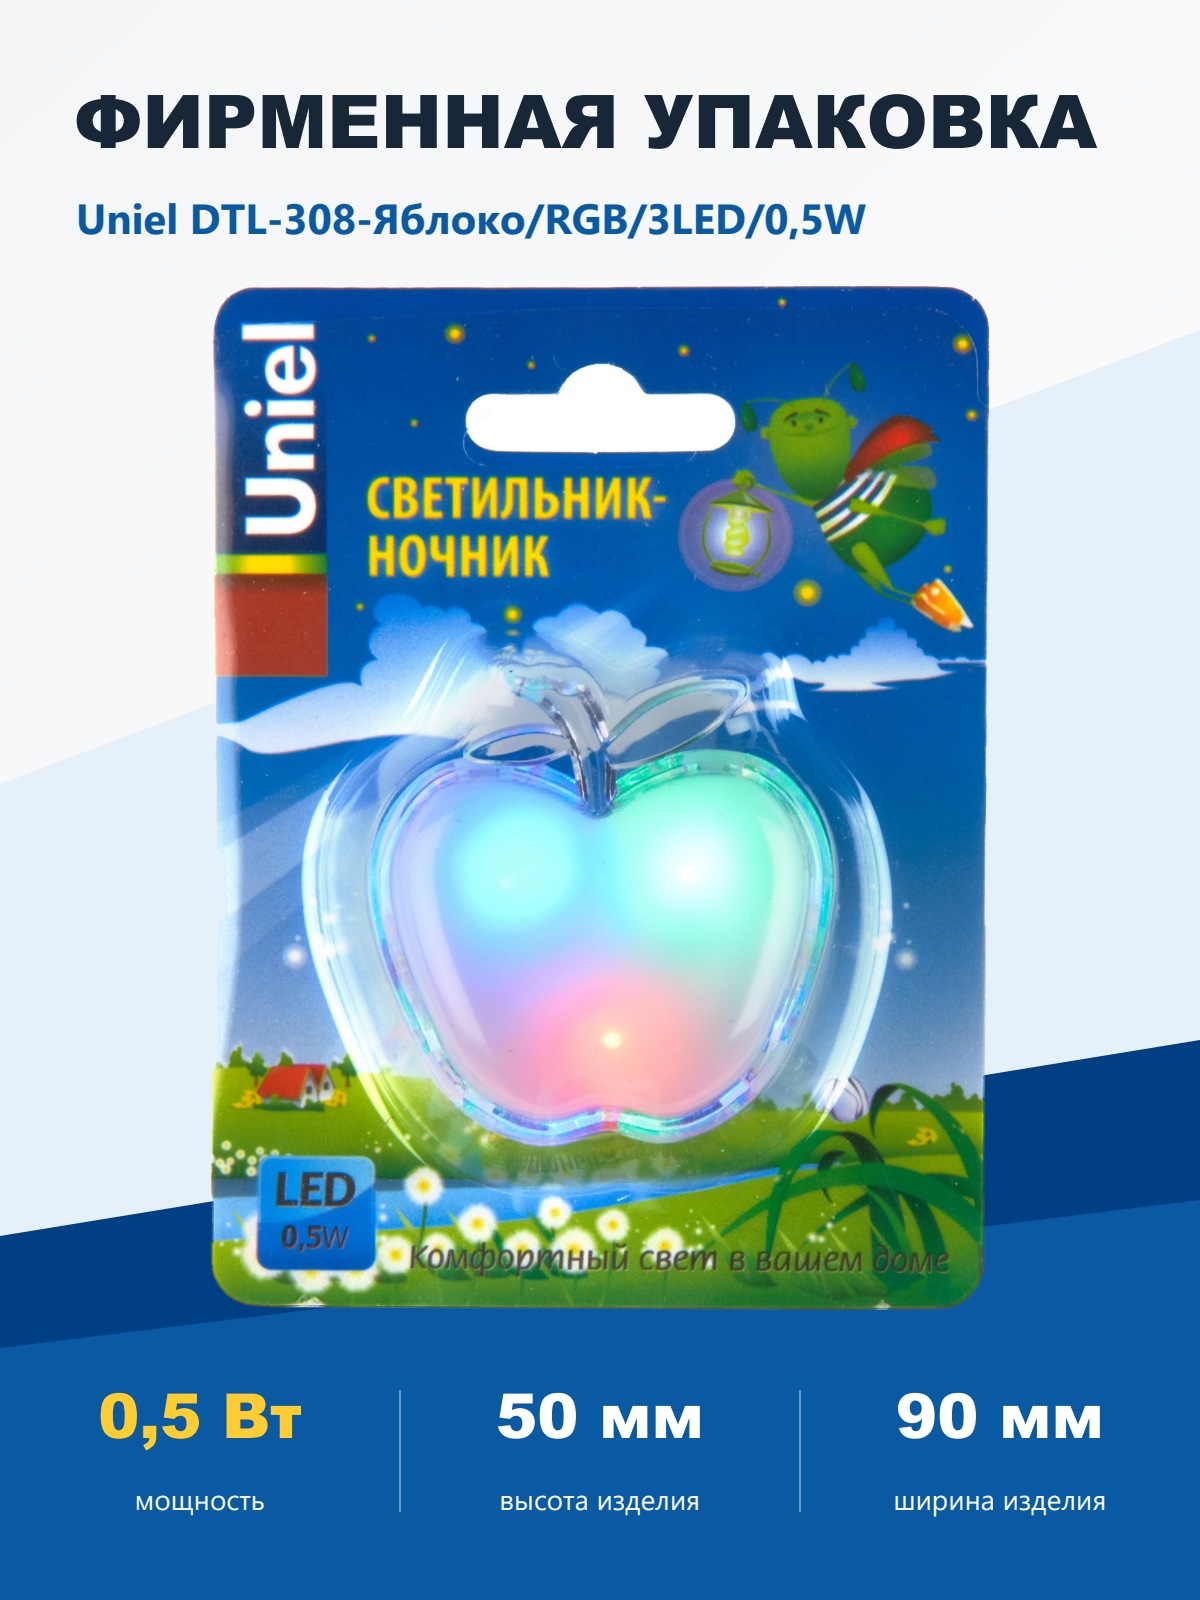 ФИРМЕННАЯ УПАКОВКА
Uniel DTL-308-Яблоко/RGB/3LED/0,5W
Uniel
СВЕТИЛЬНИК-
НОЧНИК
LED
0,5W
Комфортный свет в вашем доме
0,5 Вт
мощность
50 мм
высота изделия
90 мм
ширина изделия